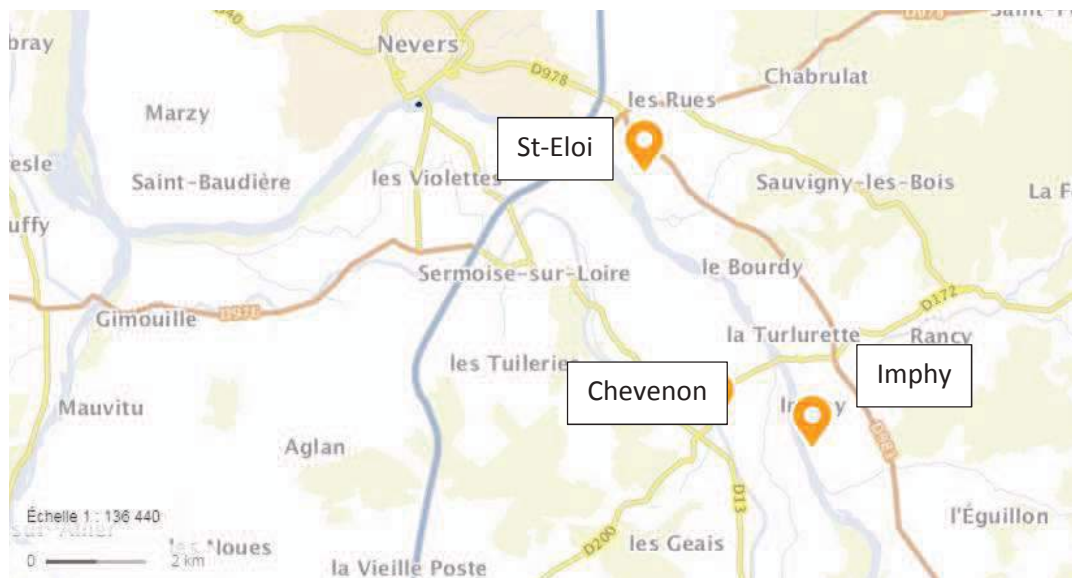 Nevers
D978
Chabrulat
les Rues
Marzy
St-Eloi
Saint-Baudière
les Violettes
Sauvigny-les-Bois
Sermoise-sur-Loire
le Bourdy
D172
Gimouille
D976
la Turlurette
Rancy
les Tuileries
Imphy
Chevenon
Mauvitu
D981
Aglan
D13
Échelle 1 : 136 440
l'Éguillon
D200
les Geais
0
2 km
la Vieille Poste